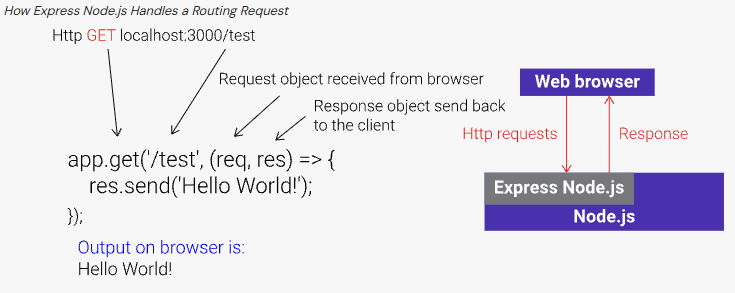 How Express Node.js Handles a Routing Request
Http GET localhost:3000/test
Request object received from browser
Response object send back
to the client
app.get('/test', (req, res) => {
res.send('Hello World!');
});
Output on browser is:
Hello World!
Web browser
Http requests
Response
Express Node.js
Node.js